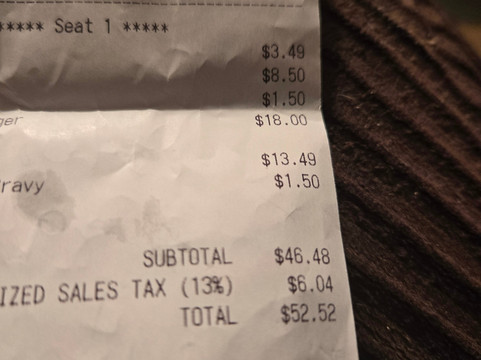 ***** Seat 1 *****
$3.49
$8.50
$1.50
ger $18.00
$13.49
ravy $1.50
SUBTOTAL $46.48
IZED SALES TAX (13%) $6.04
TOTAL $52.52